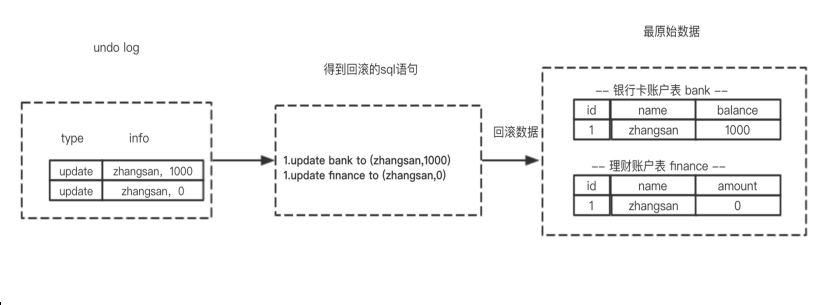 undo log
type info
update zhangsan, 1000
update zhangsan, 0
得到回滚的sql语句
1.update bank to (zhangsan,1000)
1.update finance to (zhangsan,0)
回滚数据
最原始数据
-- 银行卡账户表 bank --
id name balance
1 zhangsan 1000
-- 理财账户表 finance --
id name amount
1 zhangsan 0